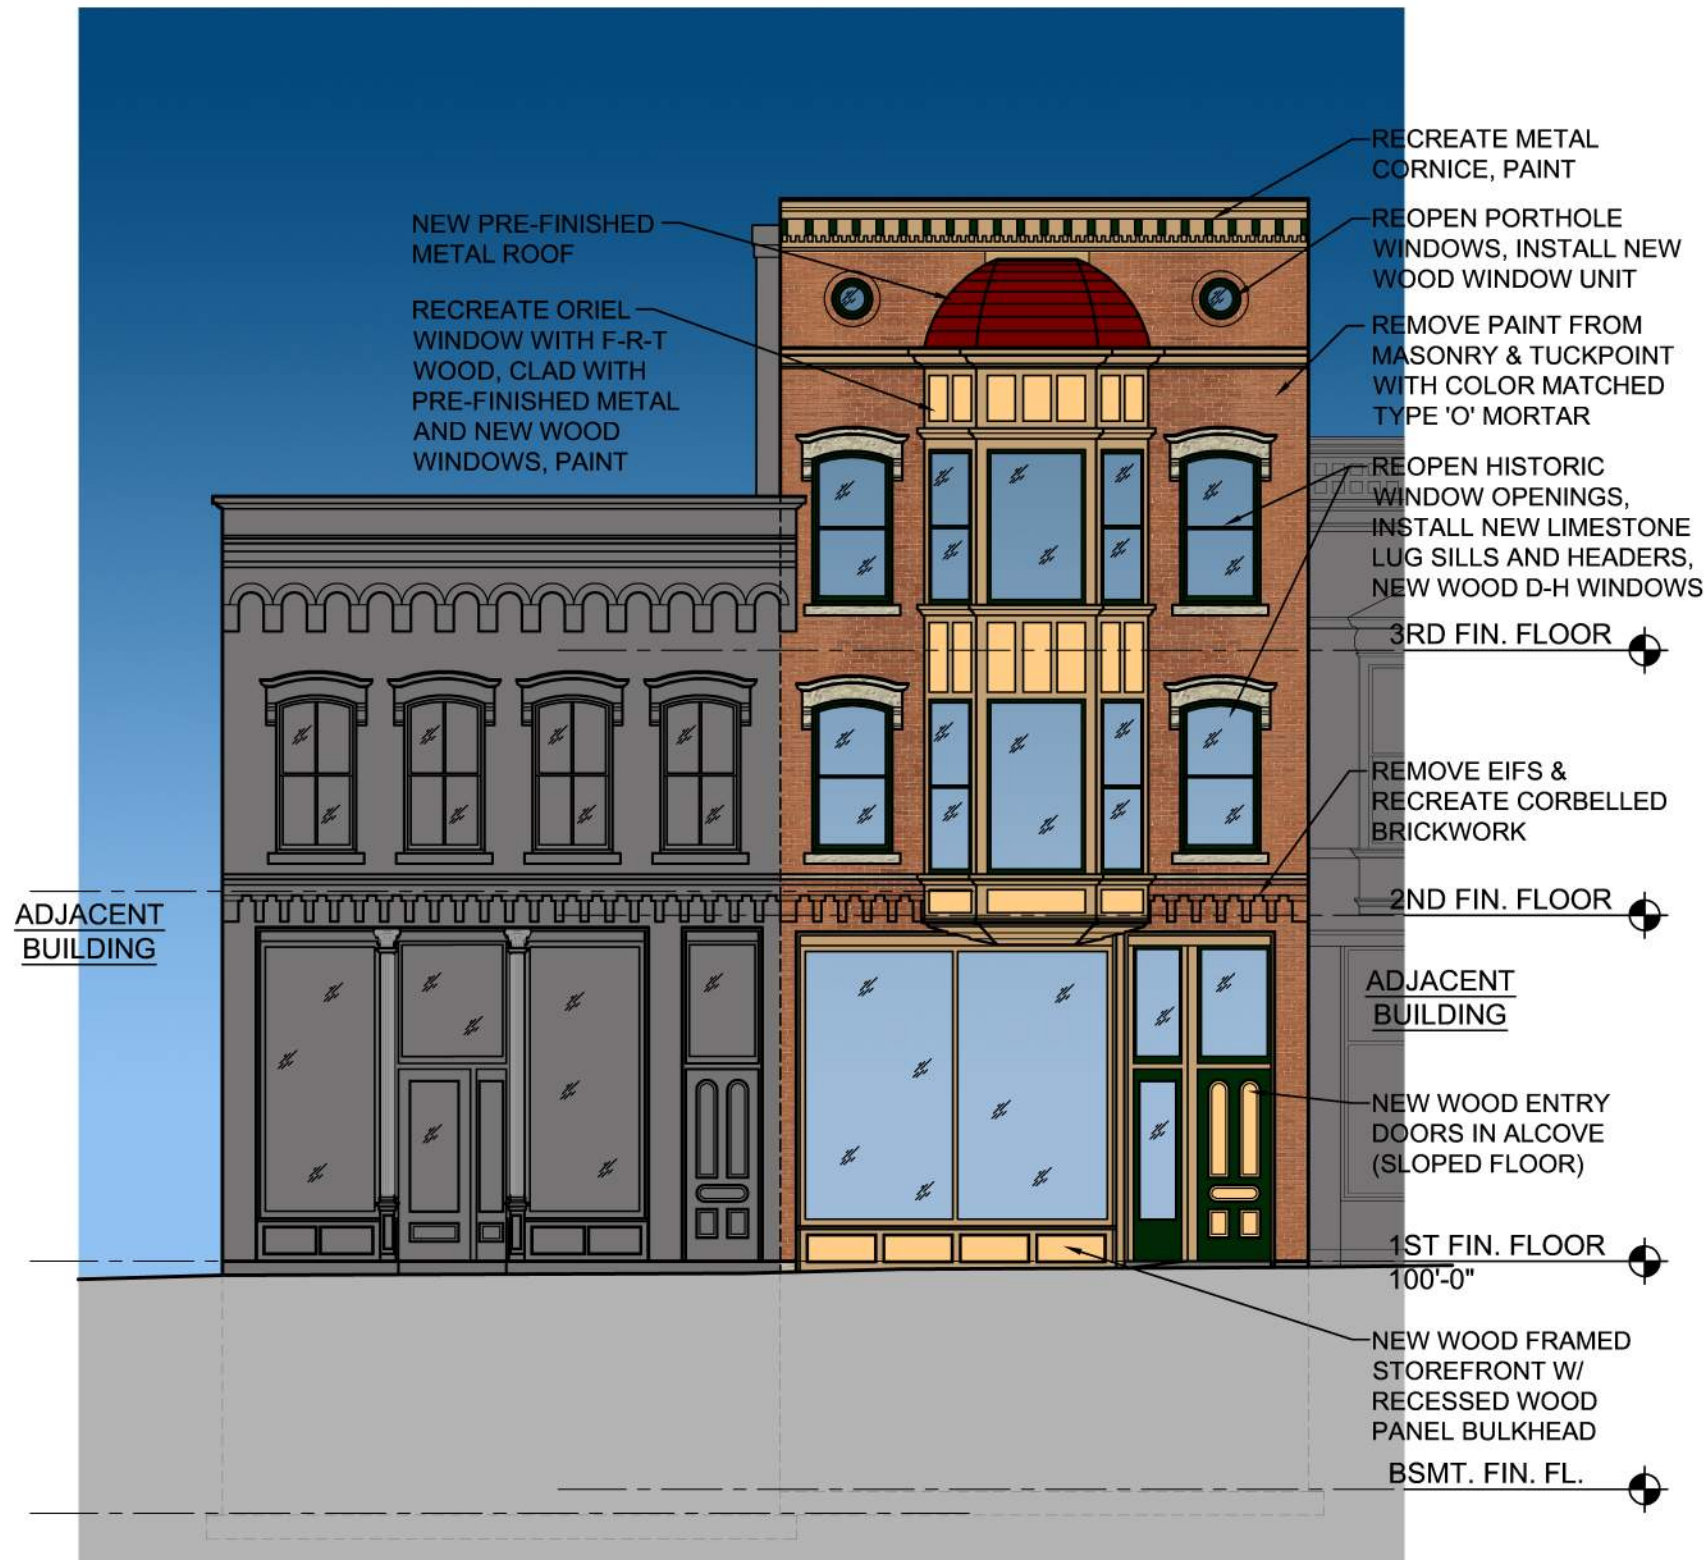 NEW PRE-FINISHED
METAL ROOF
RECREATE ORIEL
WINDOW WITH F-R-T
WOOD, CLAD WITH
PRE-FINISHED METAL
AND NEW WOOD
WINDOWS, PAINT
ADJACENT
BUILDING
RECREATE METAL
CORNICE, PAINT
REOPEN PORTHOLE
WINDOWS, INSTALL NEW
WOOD WINDOW UNIT
REMOVE PAINT FROM
MASONRY & TUCKPOINT
WITH COLOR MATCHED
TYPE 'O' MORTAR
REOPEN HISTORIC
WINDOW OPENINGS,
INSTALL NEW LIMESTONE
LUG SILLS AND HEADERS,
NEW WOOD D-H WINDOWS
3RD FIN. FLOOR
REMOVE EIFS &
RECREATE CORBELLED
BRICKWORK
2ND FIN. FLOOR
ADJACENT
BUILDING
NEW WOOD ENTRY
DOORS IN ALCOVE
(SLOPED FLOOR)
1ST FIN. FLOOR
100'-0"
NEW WOOD FRAMED
STOREFRONT W/
RECESSED WOOD
PANEL BULKHEAD
BSMT. FIN. FL.